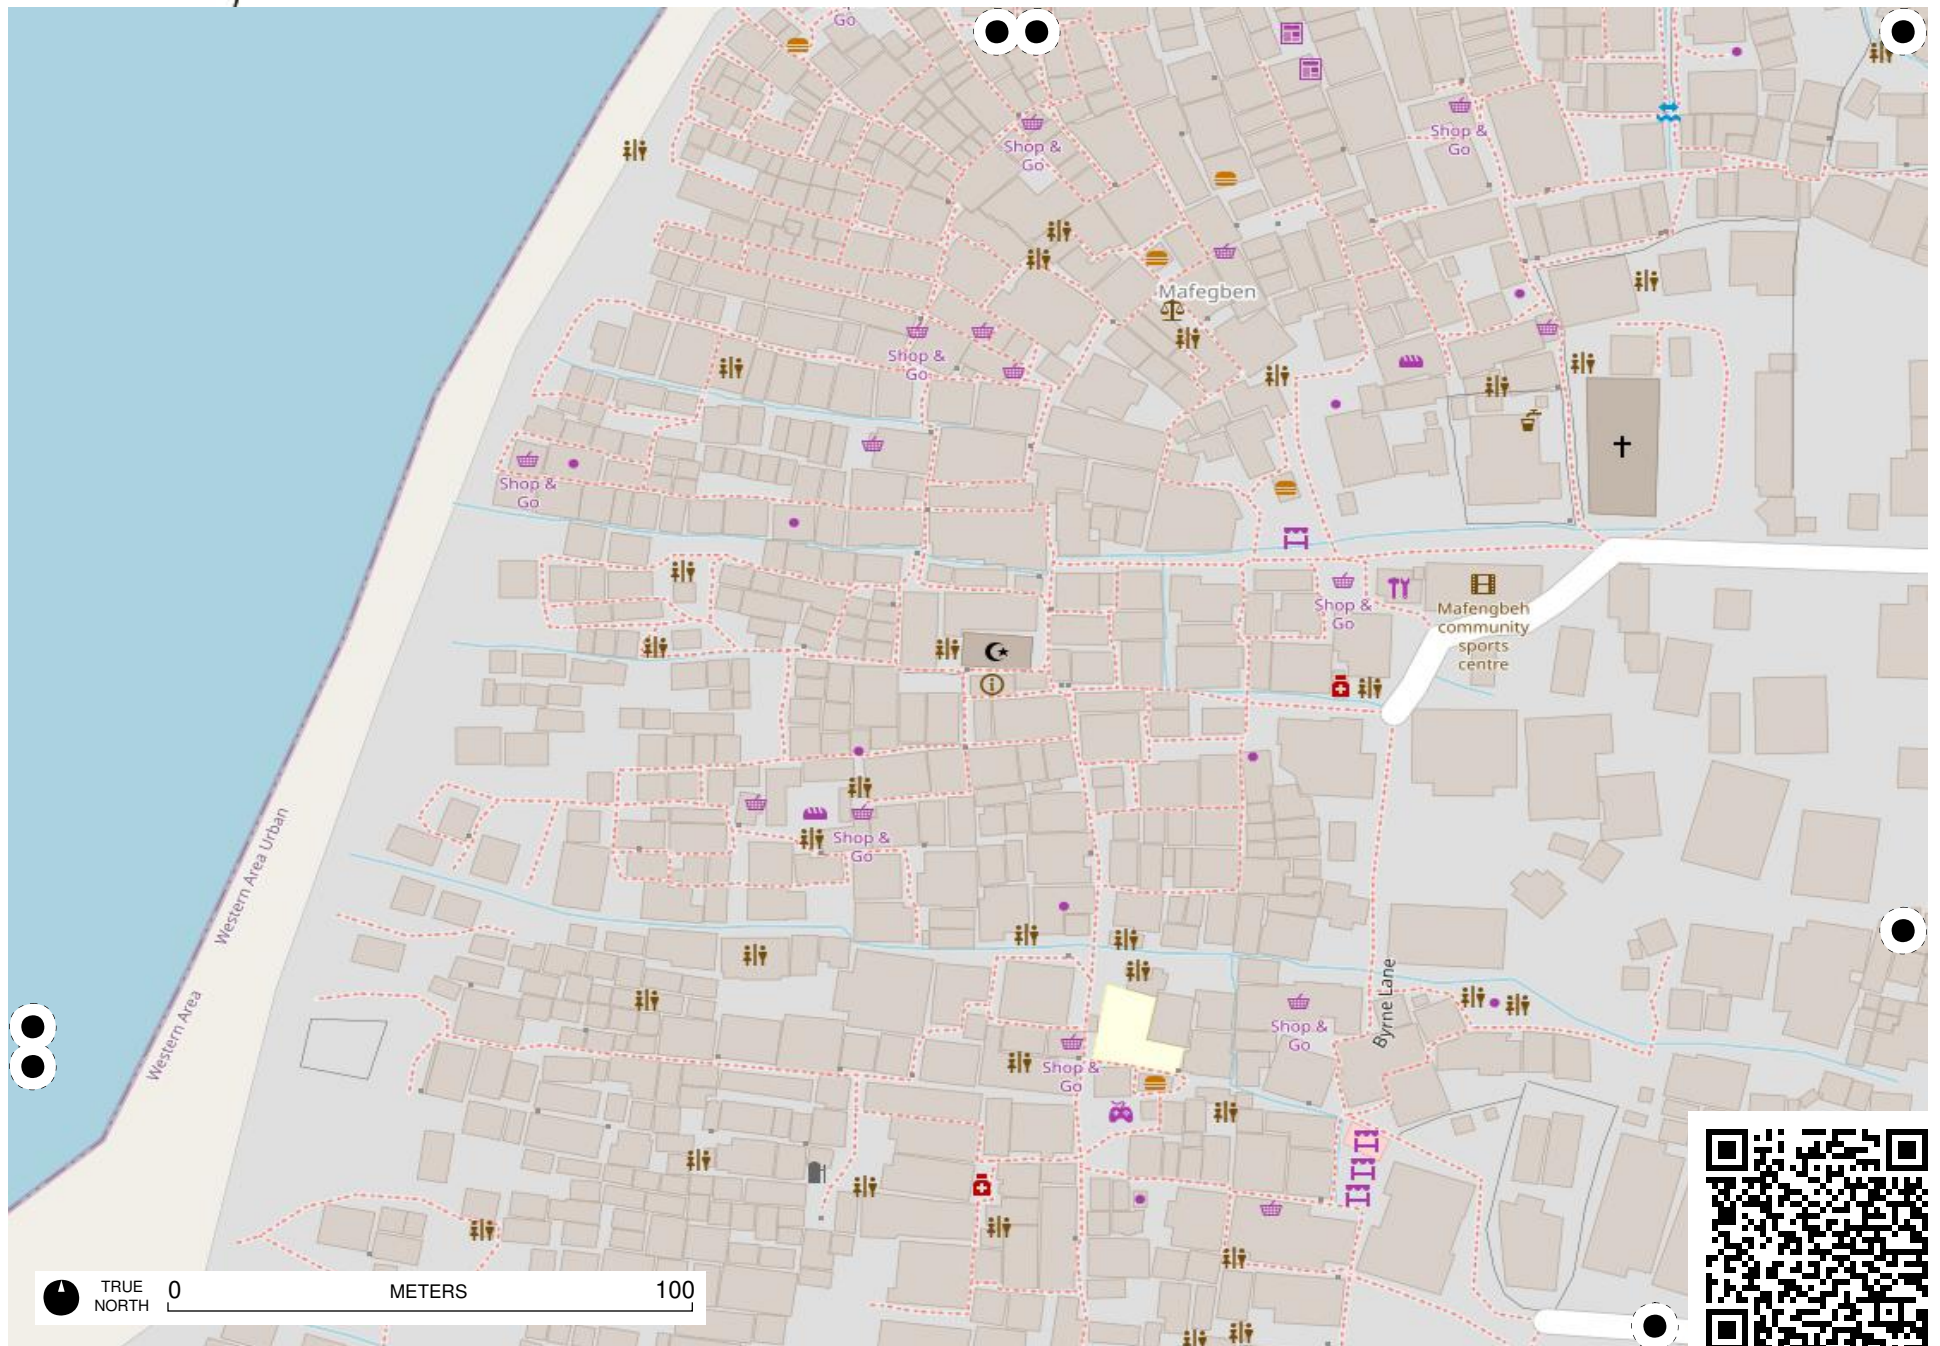 Go
Shop &
Go
Shop &
Go
Mafegben
Shop &
Go
Shop &
Go
Shop &
Go
Mafengbeh
community
sports
centre
Shop &
Go
Western Area Urban
Western Area
Byrne Lane
Shop &
Go
Shop &
Go
TRUE
NORTH
0
METERS
100